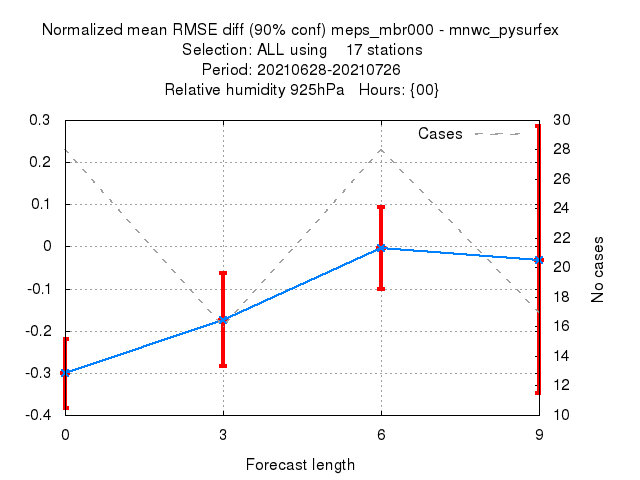 Normalized mean RMSE diff (90% conf) meps_mbr000 - mnwc_pysurfex
Selection: ALL using 17 stations
Period: 20210628-20210726
Relative humidity 925hPa Hours: {00}
Cases
0.3
0.2
0.1
0
-0.1
-0.2
-0.3
-0.4
30
28
26
24
22
20
18
16
14
12
10
No cases
0 3 6 9
Forecast length